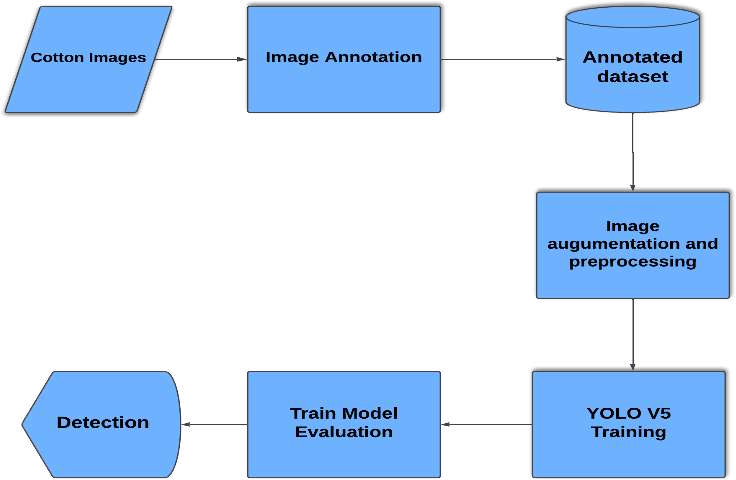 Cotton Images
Image Annotation
Annotated
dataset
Image
augumentation and
preprocessing
YOLO V5
Training
Train Model
Evaluation
Detection